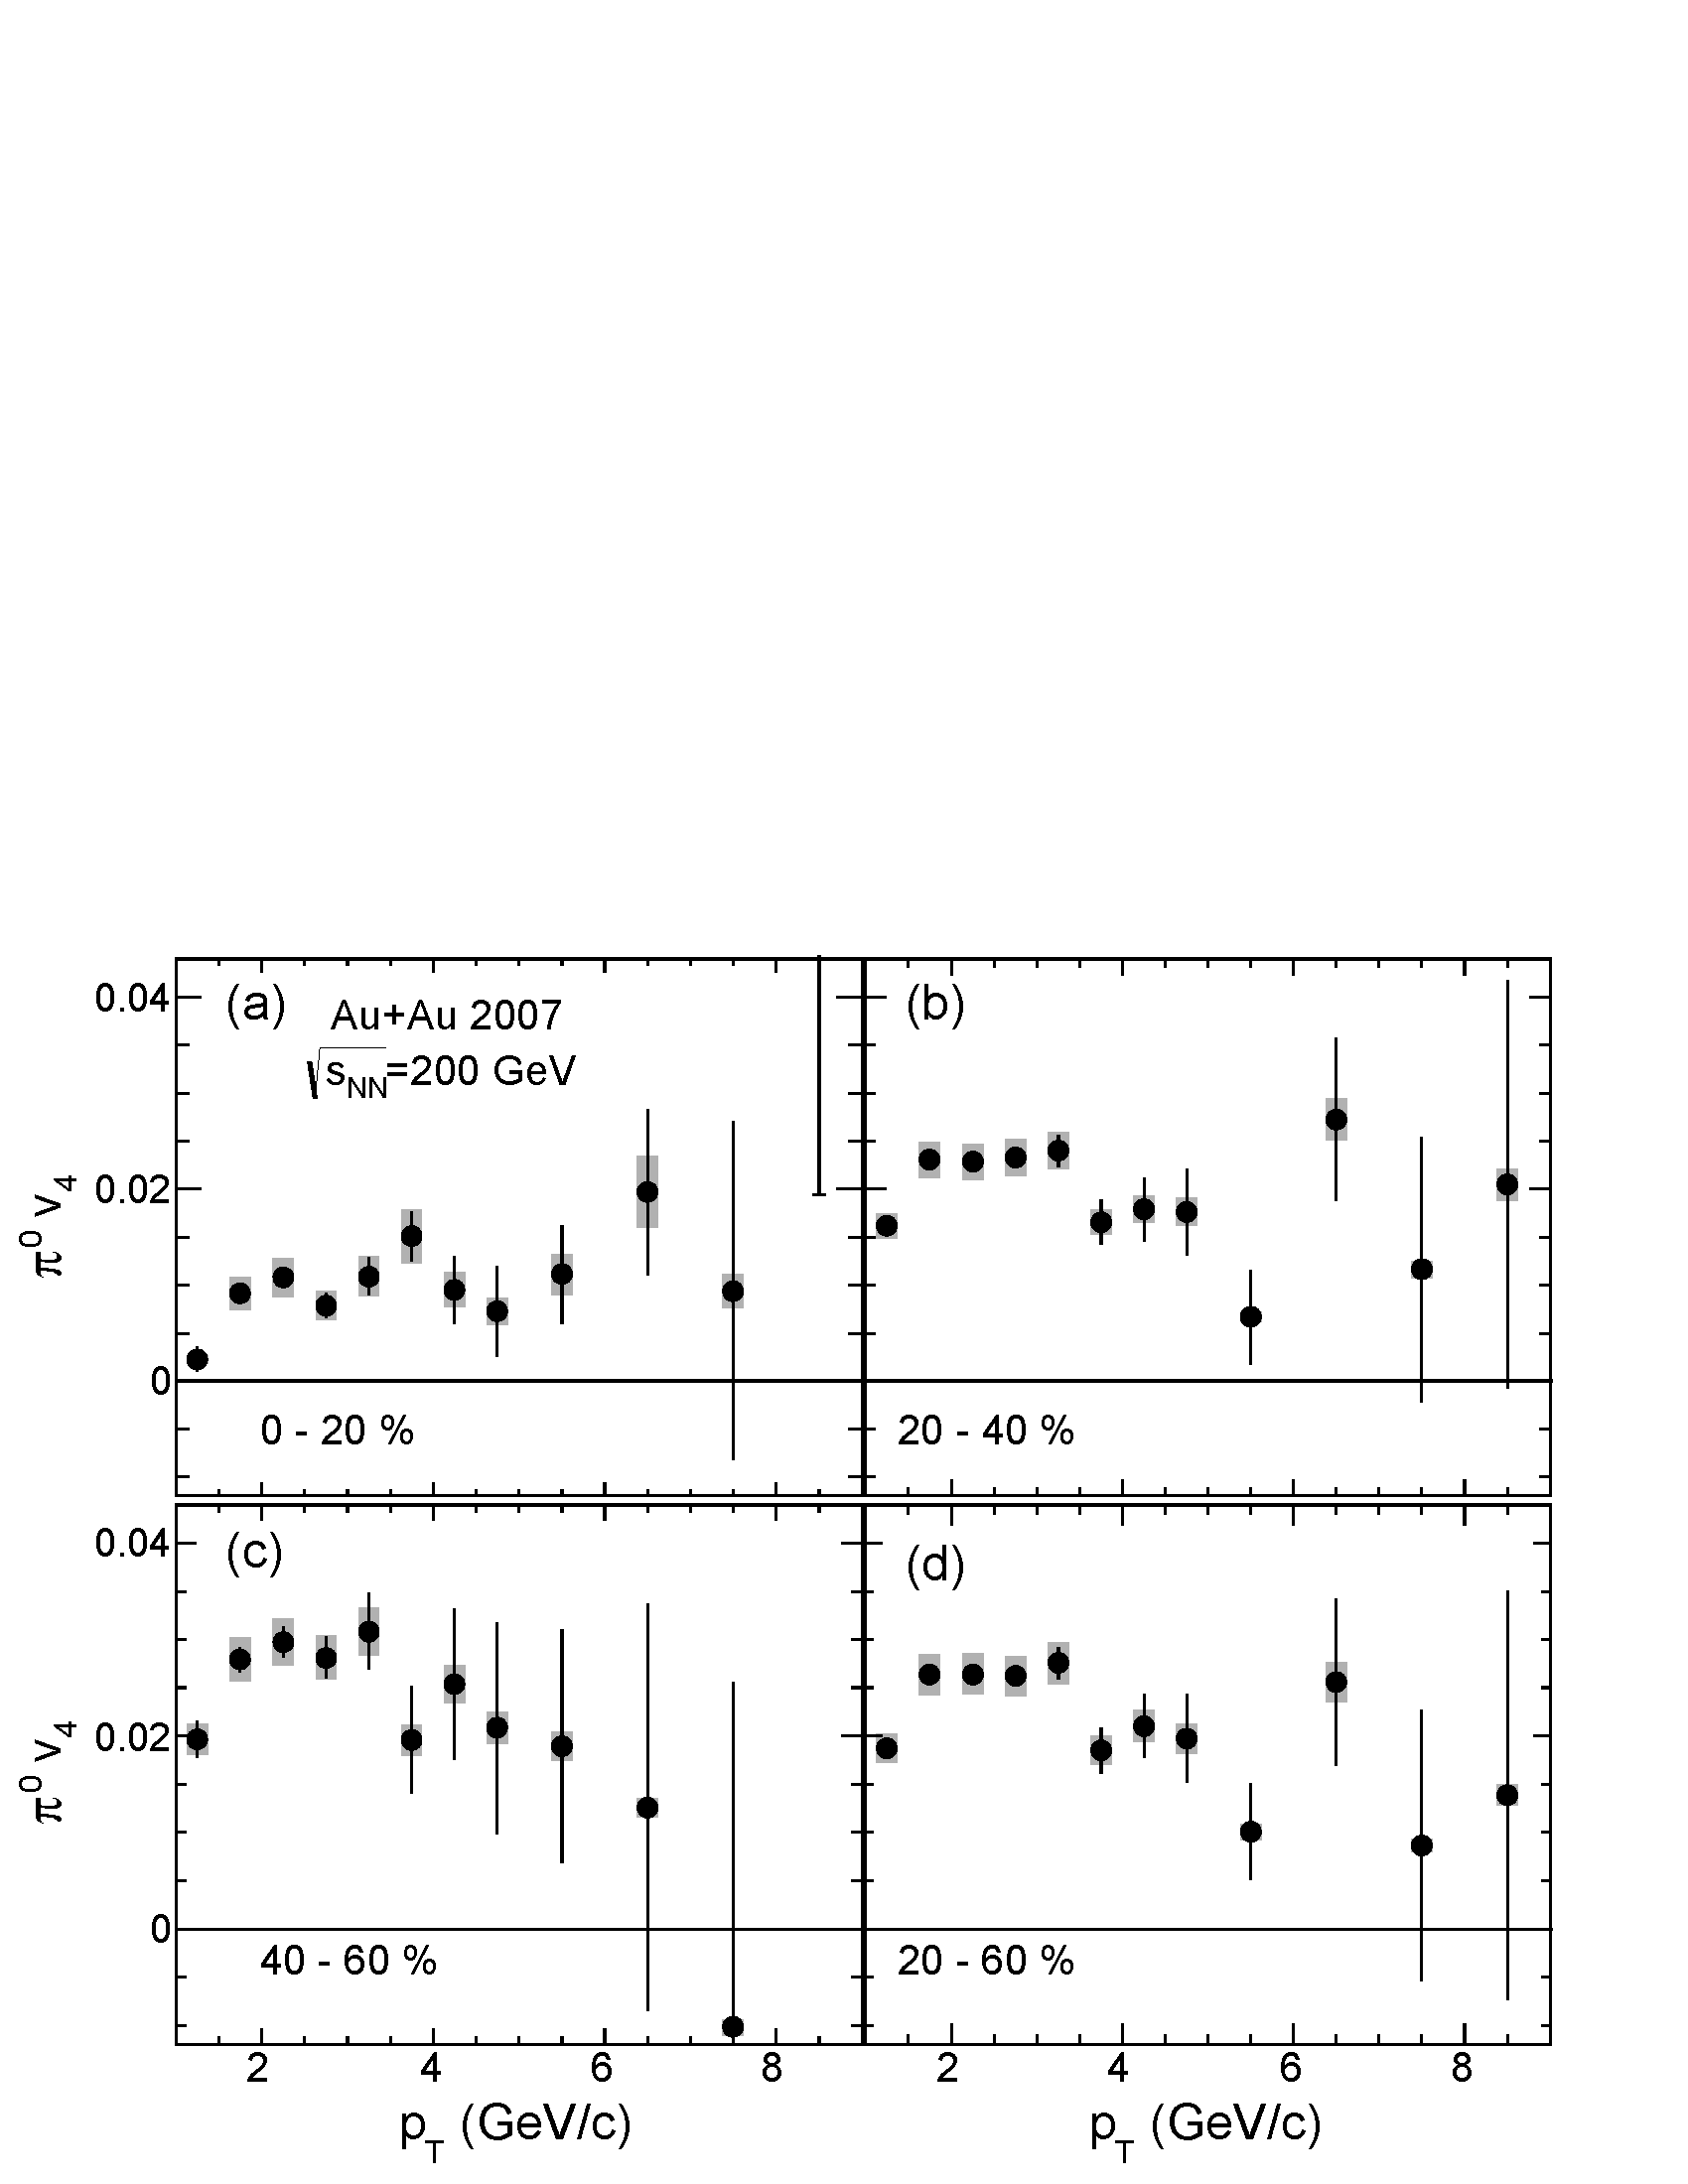 0.04
(a)
Au+Au 2007
√sNN=200 GeV
(b)
0.02
π0 v4
0
0 - 20 %
20 - 40 %
0.04
(c)
(d)
0.02
π0 v4
0
40 - 60 %
20 - 60 %
2 4 6 8
2 4 6 8
pT (GeV/c)
pT (GeV/c)